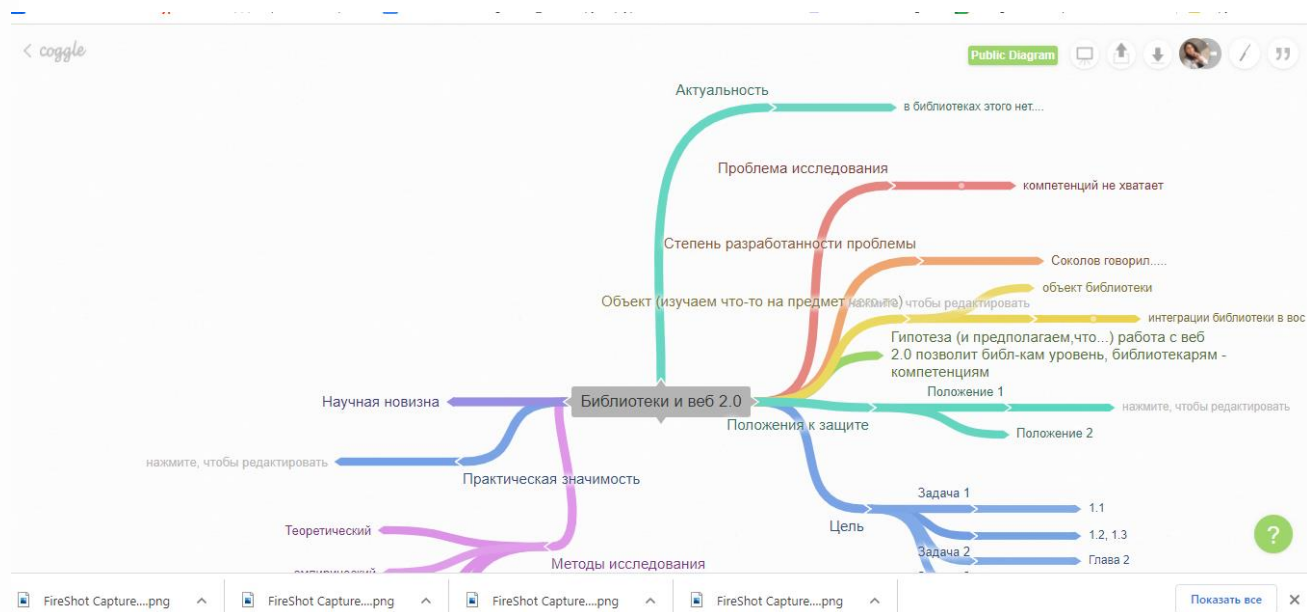 coggle
Public Diagram
Актуальность
в библиотеках этого нет....
Проблема исследования
компетенций не хватает
Степень разработанности проблемы
Соколов говорил.....
объект библиотеки
Объект (изучаем что-то на предмет чего-то)
нажмите, чтобы редактировать
интеграции библиотеки в вос
Гипотеза (и предполагаем,что...) работа с веб
2.0 позволит библ-кам уровень, библиотекарям -
компетенциям
Положение 1
нажмите, чтобы редактировать
Положения к защите
Положение 2
Библиотеки и веб 2.0
Научная новизна
нажмите, чтобы редактировать
Практическая значимость
Теоретический
эмпирический
Методы исследования
Цель
Задача 1
1.1
1.2, 1.3
Задача 2
Глава 2
?
FireShot Capture....png
FireShot Capture....png
FireShot Capture....png
FireShot Capture....png
Показать все